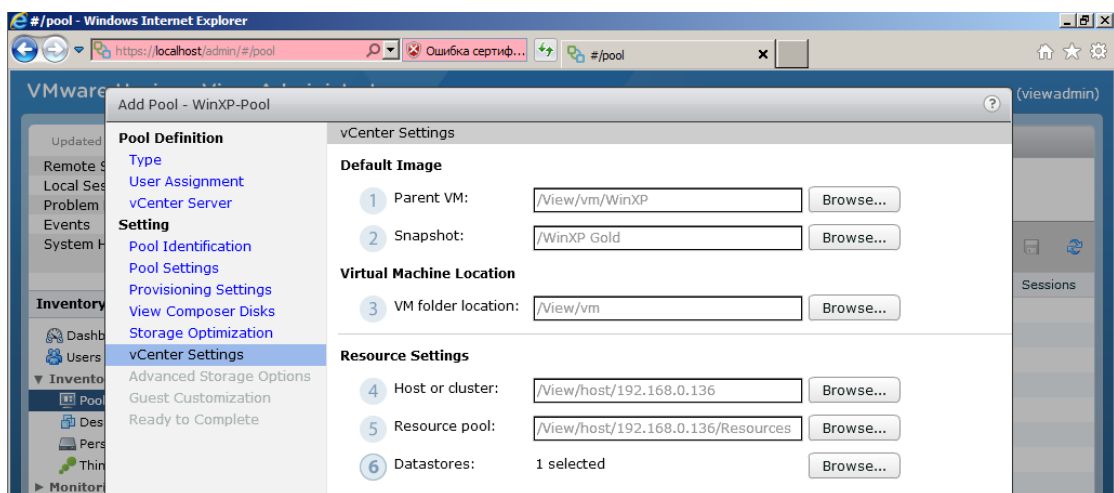 #/pool - Windows Internet Explorer
https://localhost/admin/#/pool
Ошибка сертиф...
#/pool
VMware
(viewadmin)
Add Pool - WinXP-Pool
?
Updated
Remote S
Local Ses
Problem
Events
System H
Inventory
Dashb
Users
Invento
Pool
Des
Pers
Thin
Monitori
Sessions
Pool Definition
Type
User Assignment
vCenter Server
Setting
Pool Identification
Pool Settings
Provisioning Settings
View Composer Disks
Storage Optimization
vCenter Settings
Advanced Storage Options
Guest Customization
Ready to Complete
vCenter Settings
Default Image
1 Parent VM: /View/vm/WinXP Browse...
2 Snapshot: /WinXP Gold Browse...
Virtual Machine Location
3 VM folder location: /View/vm Browse...
Resource Settings
4 Host or cluster: /View/host/192.168.0.136 Browse...
5 Resource pool: /View/host/192.168.0.136/Resources Browse...
6 Datastores: 1 selected Browse...